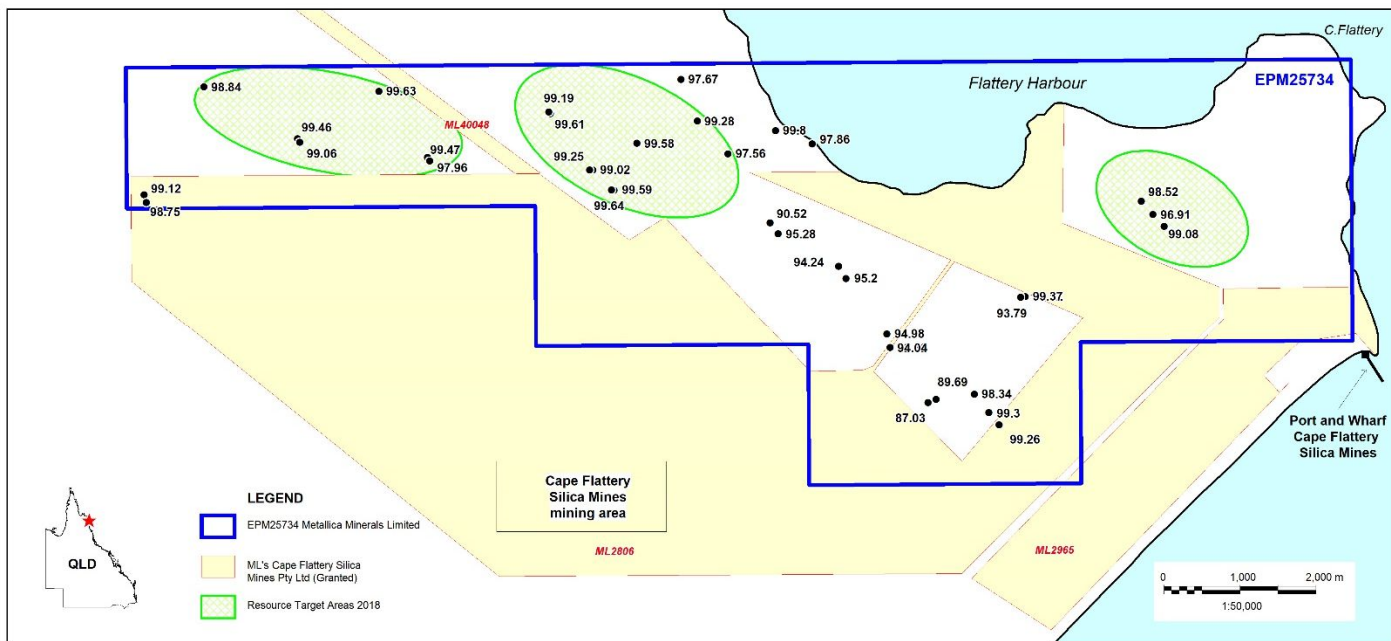 C.Flattery
Flattery Harbour
EPM25734
98.84
99.63
97.67
99.19
99.61
99.28
ML40048
99.46
99.06
99.58
99.8
97.86
99.47
97.96
99.25
99.02
97.56
99.12
98.75
99.59
99.64
98.52
96.91
99.08
90.52
95.28
94.24
95.2
99.37
93.79
94.98
94.04
89.69
98.34
87.03
99.3
99.26
Port and Wharf
Cape Flattery
Silica Mines
Cape Flattery
Silica Mines
mining area
ML2806
ML2965
QLD
LEGEND
EPM25734 Metallica Minerals Limited
ML's Cape Flattery Silica
Mines Pty Ltd (Granted)
Resource Target Areas 2018
0 1,000 2,000 m
1:50,000